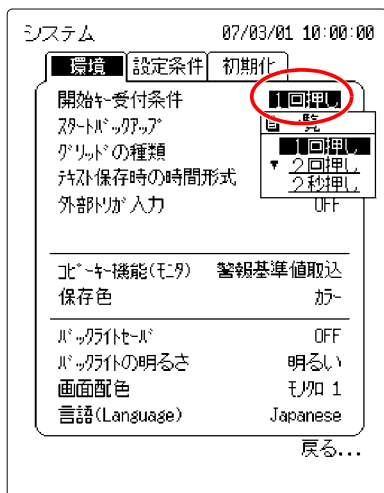 システム 07/03/01 10:00:00
環境 設定条件 初期化
開始ｷｰ受付条件 1回押し
ｽﾀｰﾄﾊﾞｯｸｱｯﾌﾟ
一覧
ｸﾞﾘｯﾄﾞの種類
1回押し
ﾃｷｽﾄ保存時の時間形式
▼ 2回押し
2秒押し
外部ﾄﾘｶﾞ入力 OFF
ｺﾋﾟｰｷｰ機能(ﾓﾆﾀ) 警報基準値取込
保存色 ｶﾗｰ
ﾊﾞｯｸﾗｲﾄｾｰﾊﾞ OFF
ﾊﾞｯｸﾗｲﾄの明るさ 明るい
画面配色 ﾓﾉｸﾛ 1
言語(Language) Japanese
戻る...